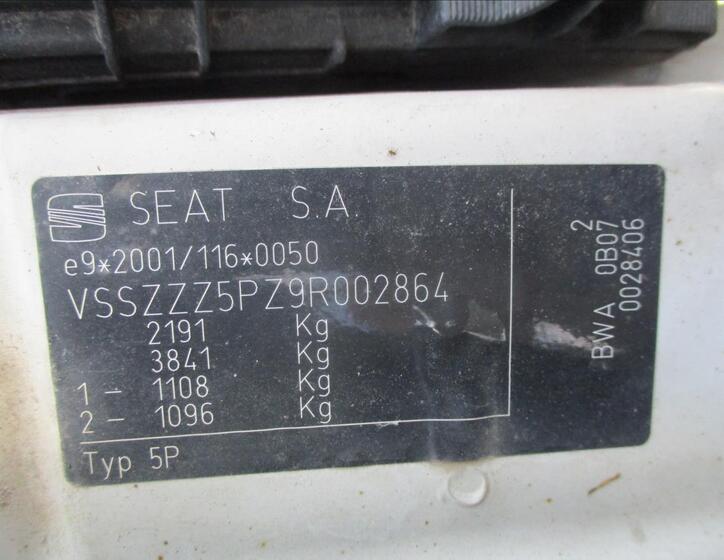 SEAT S.A
e9*2001/116*0050
VSSZZZ5PZ9R002864
2191 Kg
3841 Kg
1 - 1108 Kg
2 - 1096 Kg
Typ 5P
2
BWA 0B07
0028406